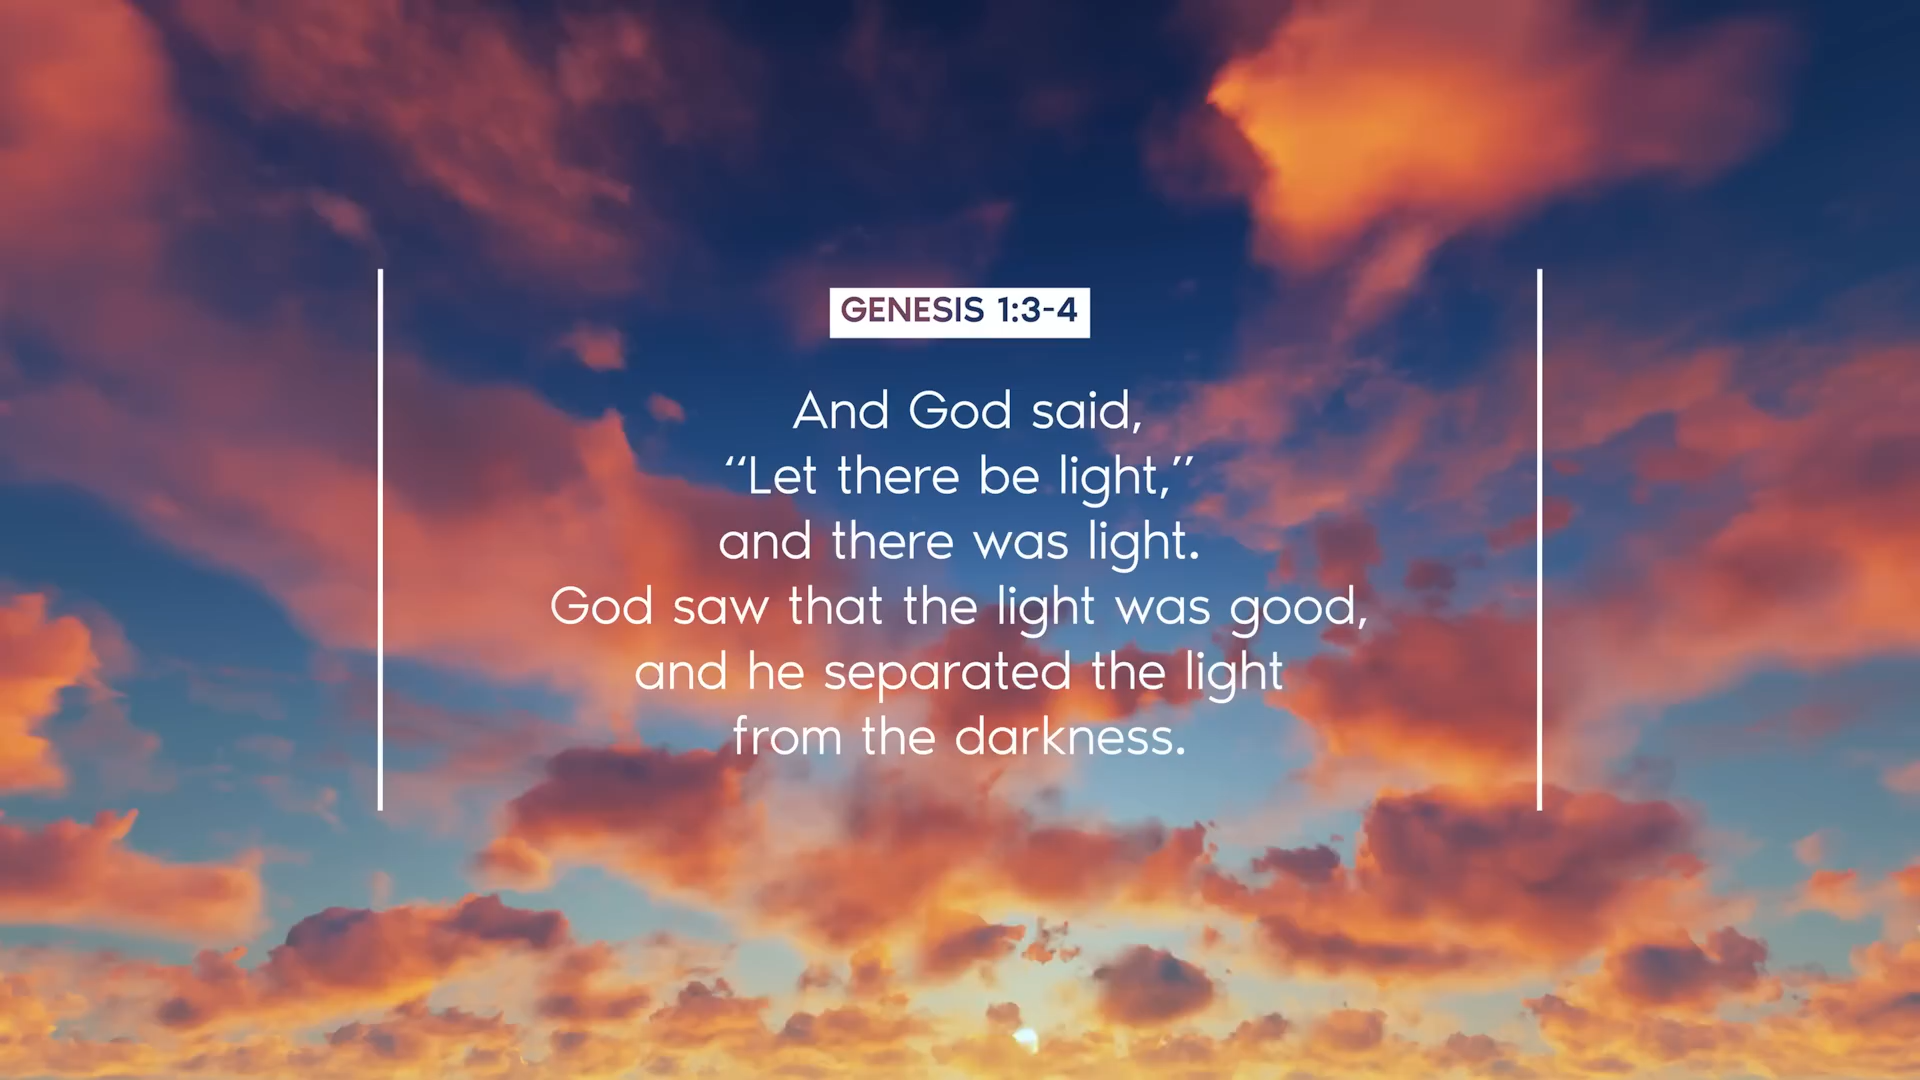 GENESIS 1:3-4
And God said,
“Let there be light,”
and there was light.
God saw that the light was good,
and he separated the light
from the darkness.